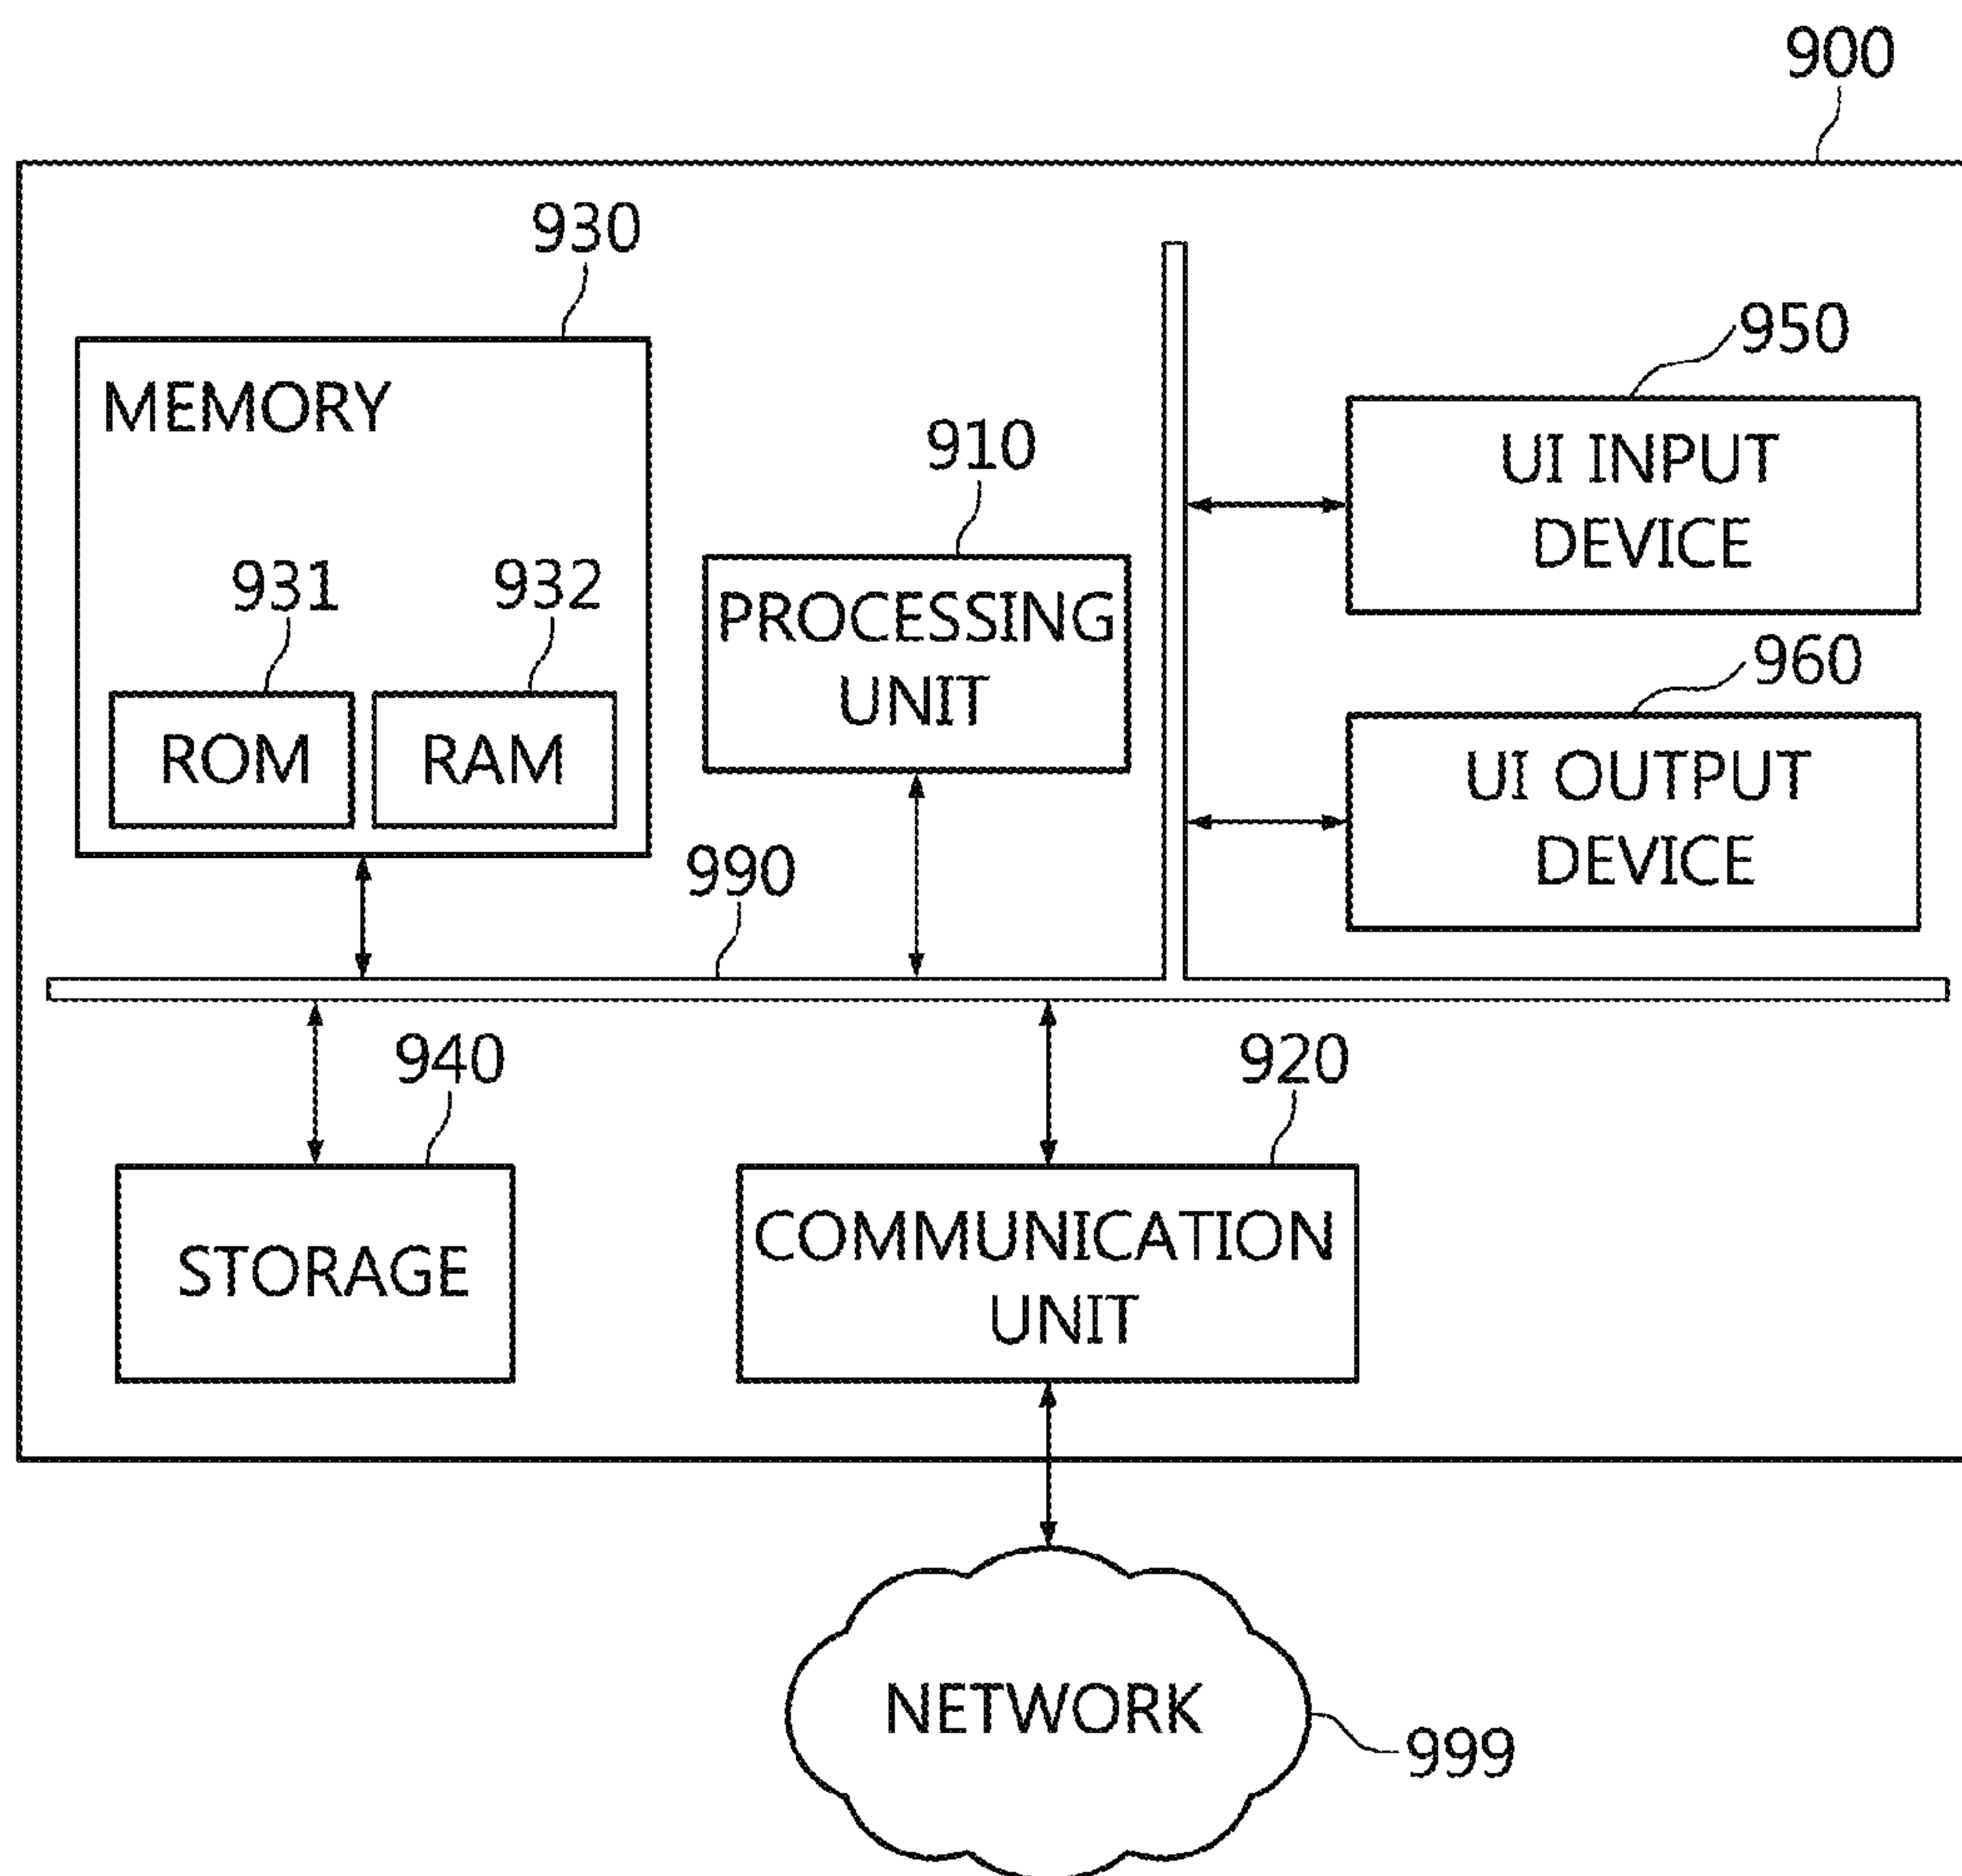 900
930
MEMORY
950
910
UI INPUT
DEVICE
931
932
PROCESSING
UNIT
960
ROM
RAM
UI OUTPUT
DEVICE
990
940
920
STORAGE
COMMUNICATION
UNIT
NETWORK
999